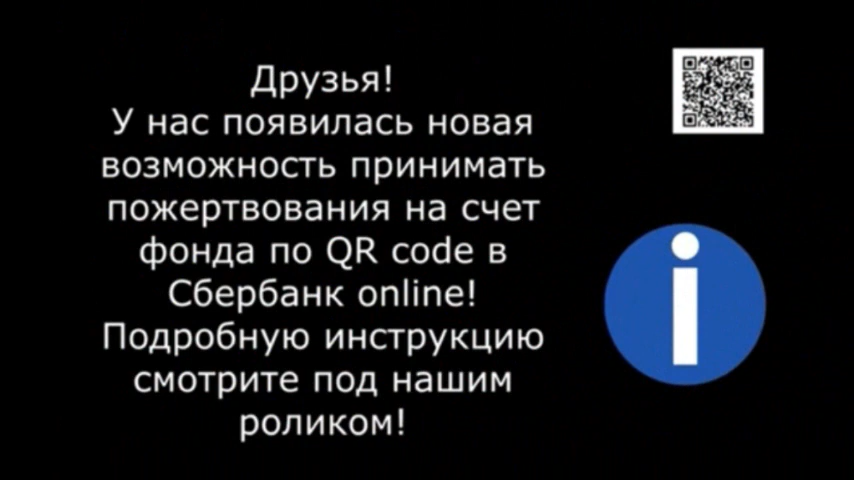 Друзья!
У нас появилась новая
возможность принимать
пожертвования на счет
фонда по QR code в
Сбербанк online!
Подробную инструкцию
смотрите под нашим
роликом!